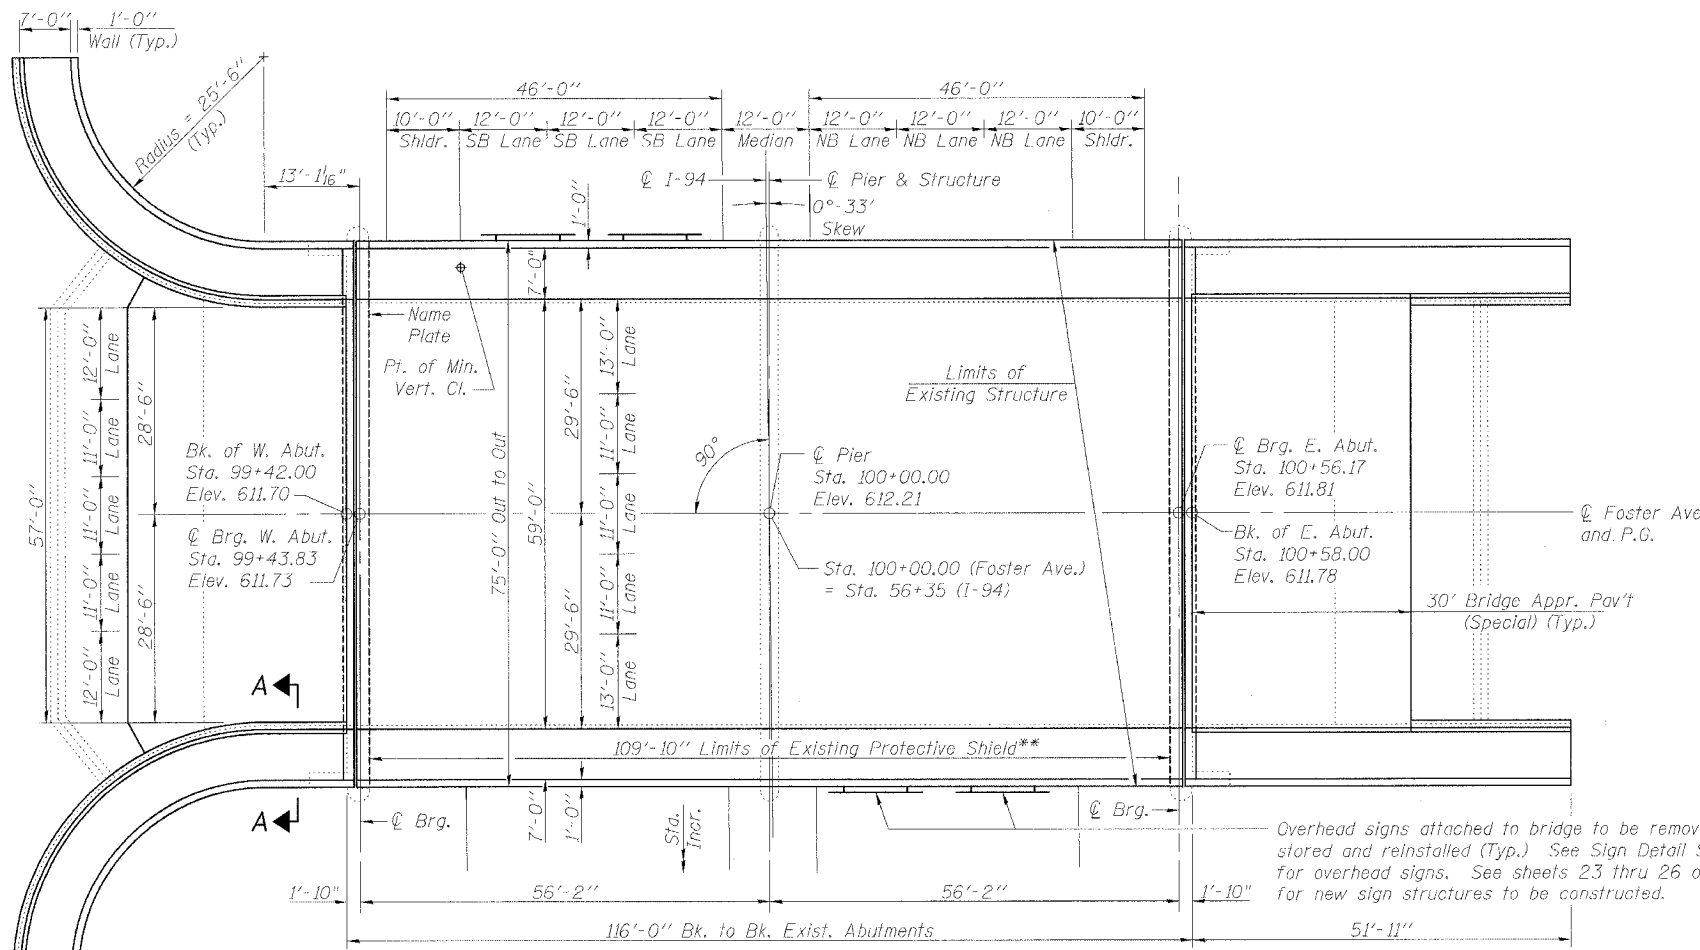 7'-0"
1'-0"
Wall (Typ.)
Radius = 25'-6"
(Typ.)
13'-1 1/16"
46'-0"
46'-0"
10'-0"
Shldr.
12'-0"
SB Lane
12'-0"
SB Lane
12'-0"
SB Lane
12'-0"
Median
12'-0"
NB Lane
12'-0"
NB Lane
12'-0"
NB Lane
10'-0"
Shldr.
℄ I-94
℄ Pier & Structure
0°-33'
Skew
1'-0"
7'-0"
Name
Plate
Pt. of Min.
Vert. Cl.
Limits of
Existing Structure
57'-0"
12'-0"
Lane
11'-0"
Lane
11'-0"
Lane
11'-0"
Lane
12'-0"
Lane
28'-6"
28'-6"
Bk. of W. Abut.
Sta. 99+42.00
Elev. 611.70
℄ Brg. W. Abut.
Sta. 99+43.83
Elev. 611.73
75'-0" Out to Out
59'-0"
29'-6"
29'-6"
13'-0"
Lane
11'-0"
Lane
11'-0"
Lane
11'-0"
Lane
13'-0"
Lane
90°
℄ Pier
Sta. 100+00.00
Elev. 612.21
Sta. 100+00.00 (Foster Ave.)
= Sta. 56+35 (I-94)
℄ Brg. E. Abut.
Sta. 100+56.17
Elev. 611.81
Bk. of E. Abut.
Sta. 100+58.00
Elev. 611.78
℄ Foster Ave
and P.G.
30' Bridge Appr. Pav't
(Special) (Typ.)
A
A
109'-10" Limits of Existing Protective Shield**
℄ Brg.
7'-0"
1'-0"
Sta.
Incr.
℄ Brg.
Overhead signs attached to bridge to be remov
stored and reinstalled (Typ.) See Sign Detail S
for overhead signs. See sheets 23 thru 26 o
for new sign structures to be constructed.
1'-10"
56'-2"
56'-2"
1'-10"
116'-0" Bk. to Bk. Exist. Abutments
51'-11"